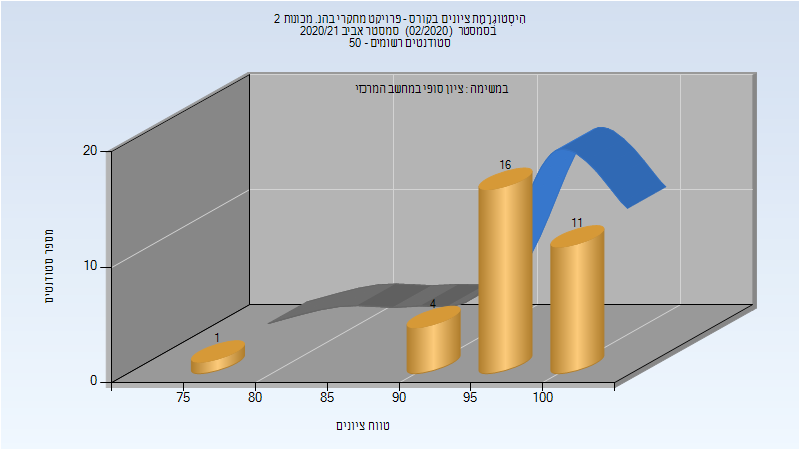 הִיסְטוֹגְרַמַּת ציונים בקורס - פרויקט מחקרי בהנ. מכונות 2
בסמסטר (02/2020) סמסטר אביב 2020/21
סטודנטים רשומים - 50
במשימה : ציון סופי במחשב המרכזי
20
10
0
מספר סטודנטים
1
4
16
11
75
80
85
90
95
100
טווח ציונים